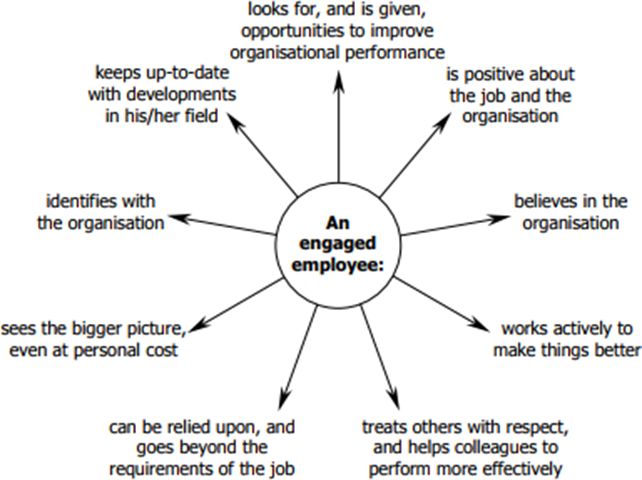 looks for, and is given,
opportunities to improve
organisational performance
is positive about
the job and the
organisation
believes in the
organisation
works actively to
make things better
treats others with respect,
and helps colleagues to
perform more effectively
can be relied upon, and
goes beyond the
requirements of the job
sees the bigger picture,
even at personal cost
identifies with
the organisation
keeps up-to-date
with developments
in his/her field
An
engaged
employee: